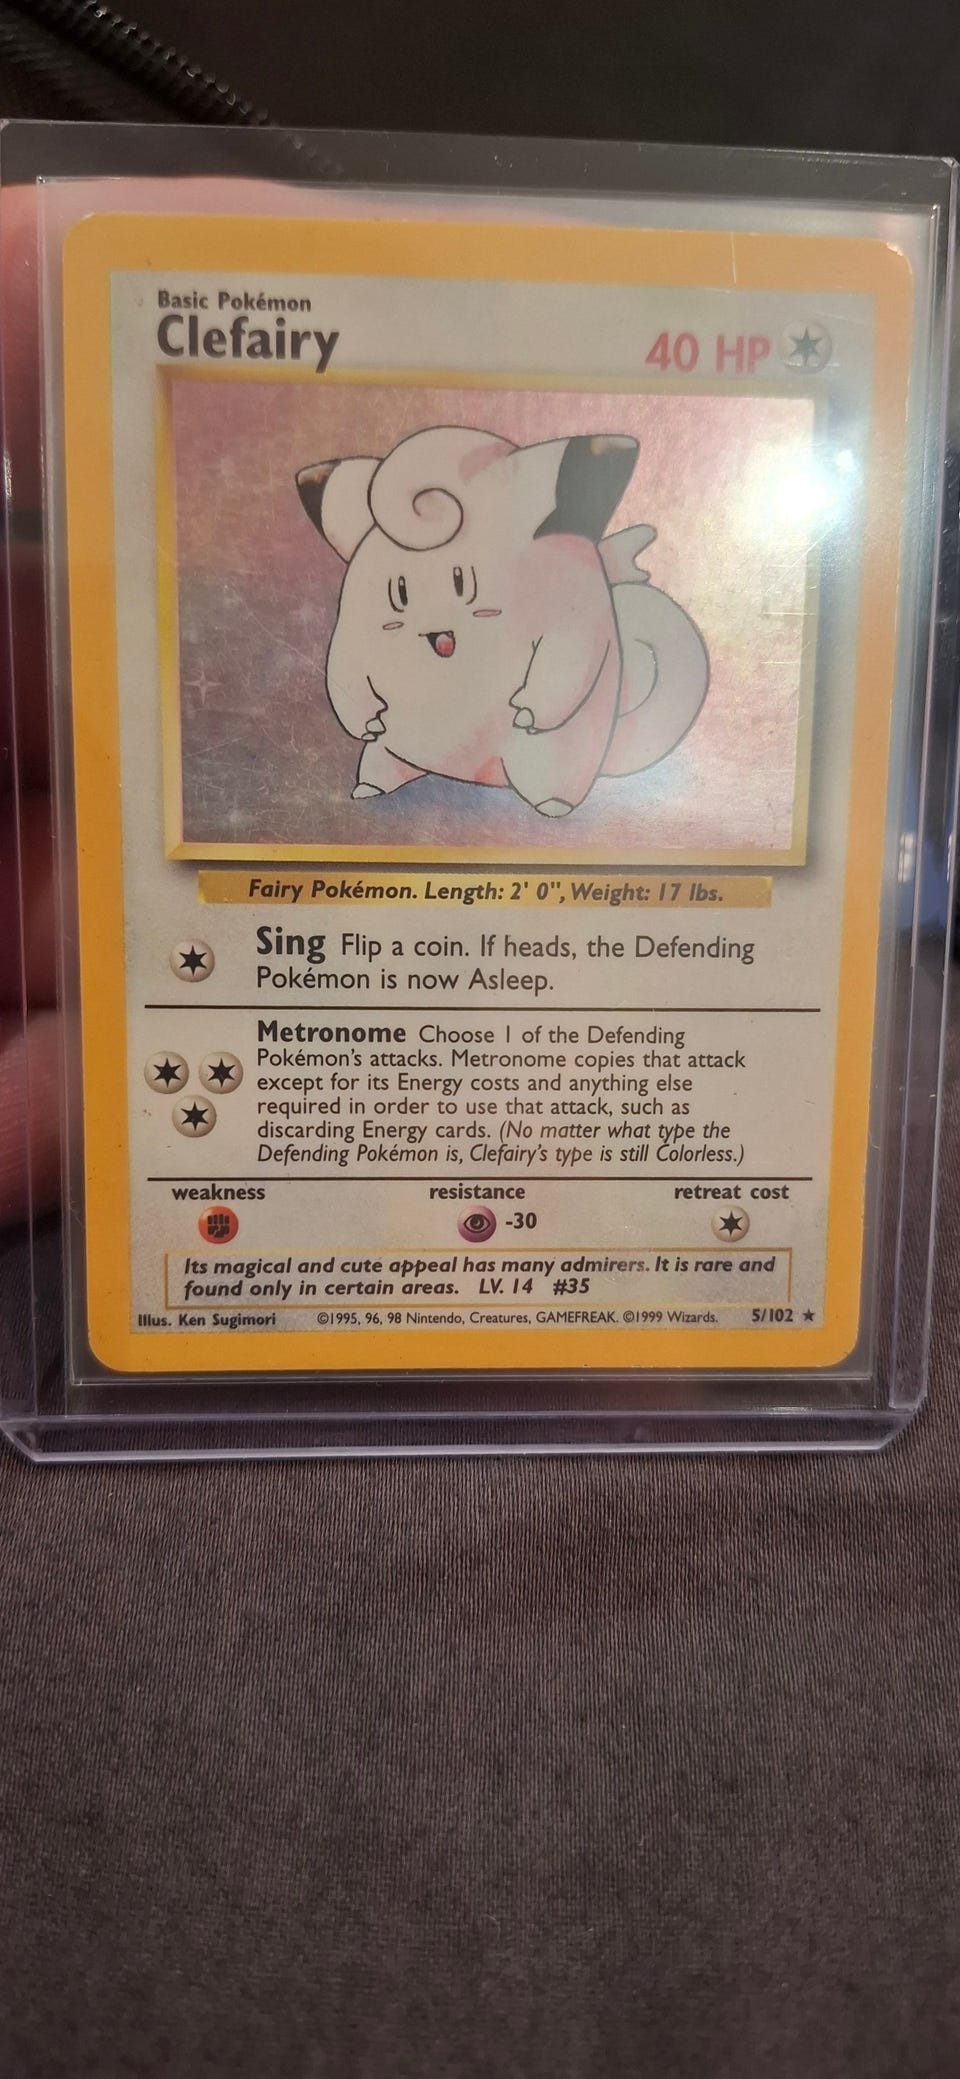 Basic Pokémon
Clefairy
40 HP
Fairy Pokémon. Length: 2' 0", Weight: 17 lbs.
Sing Flip a coin. If heads, the Defending
Pokémon is now Asleep.
Metronome Choose 1 of the Defending
Pokémon's attacks. Metronome copies that attack
except for its Energy costs and anything else
required in order to use that attack, such as
discarding Energy cards. (No matter what type the
Defending Pokémon is, Clefairy's type is still Colorless.)
weakness resistance retreat cost
-30
Its magical and cute appeal has many admirers. It is rare and
found only in certain areas. LV. 14 #35
Illus. Ken Sugimori ©1995, 96, 98 Nintendo, Creatures, GAMEFREAK. ©1999 Wizards. 5/102 ★